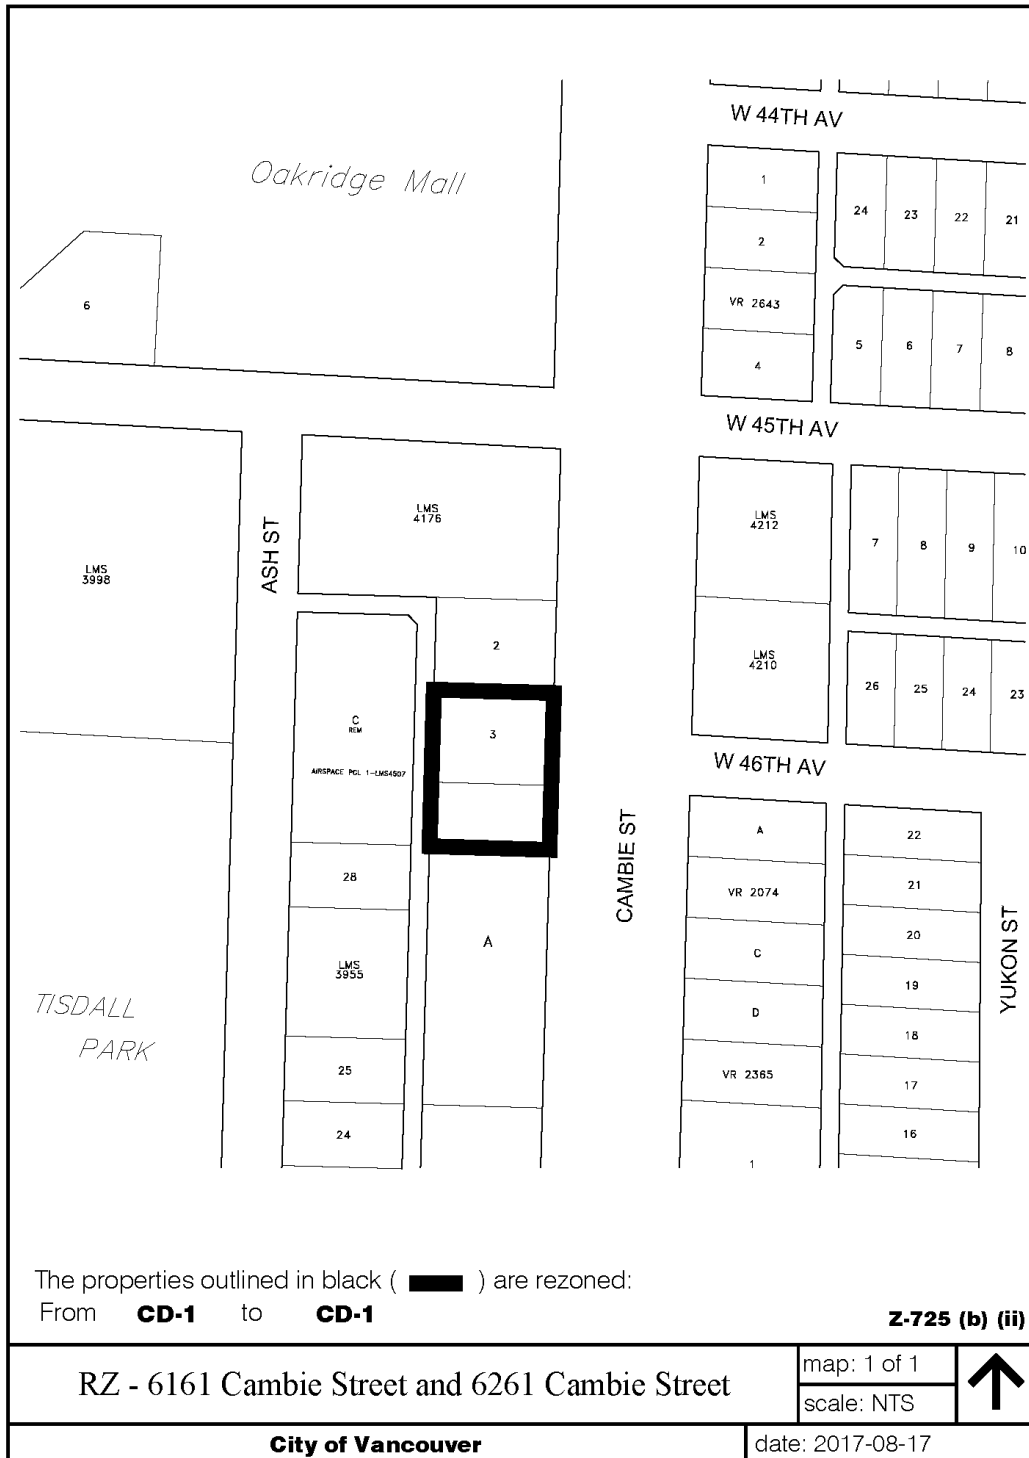 W 44TH AV
Oakridge Mall
1
24
23
22
21
2
6
VR 2643
5
6
7
8
4
W 45TH AV
LMS
4176
LMS
4212
ASH ST
7
8
9
10
LMS
3998
2
LMS
4210
26
25
24
23
C
REM
3
AIRSPACE PCL 1-LMS4507
W 46TH AV
CAMBIE ST
A
22
28
VR 2074
21
A
20
C
YUKON ST
LMS
3955
19
TISDALL
PARK
D
18
25
VR 2365
17
24
16
1
The properties outlined in black ( ) are rezoned:
From CD-1 to CD-1
Z-725 (b) (ii)
RZ - 6161 Cambie Street and 6261 Cambie Street
map: 1 of 1
scale: NTS
City of Vancouver
date: 2017-08-17